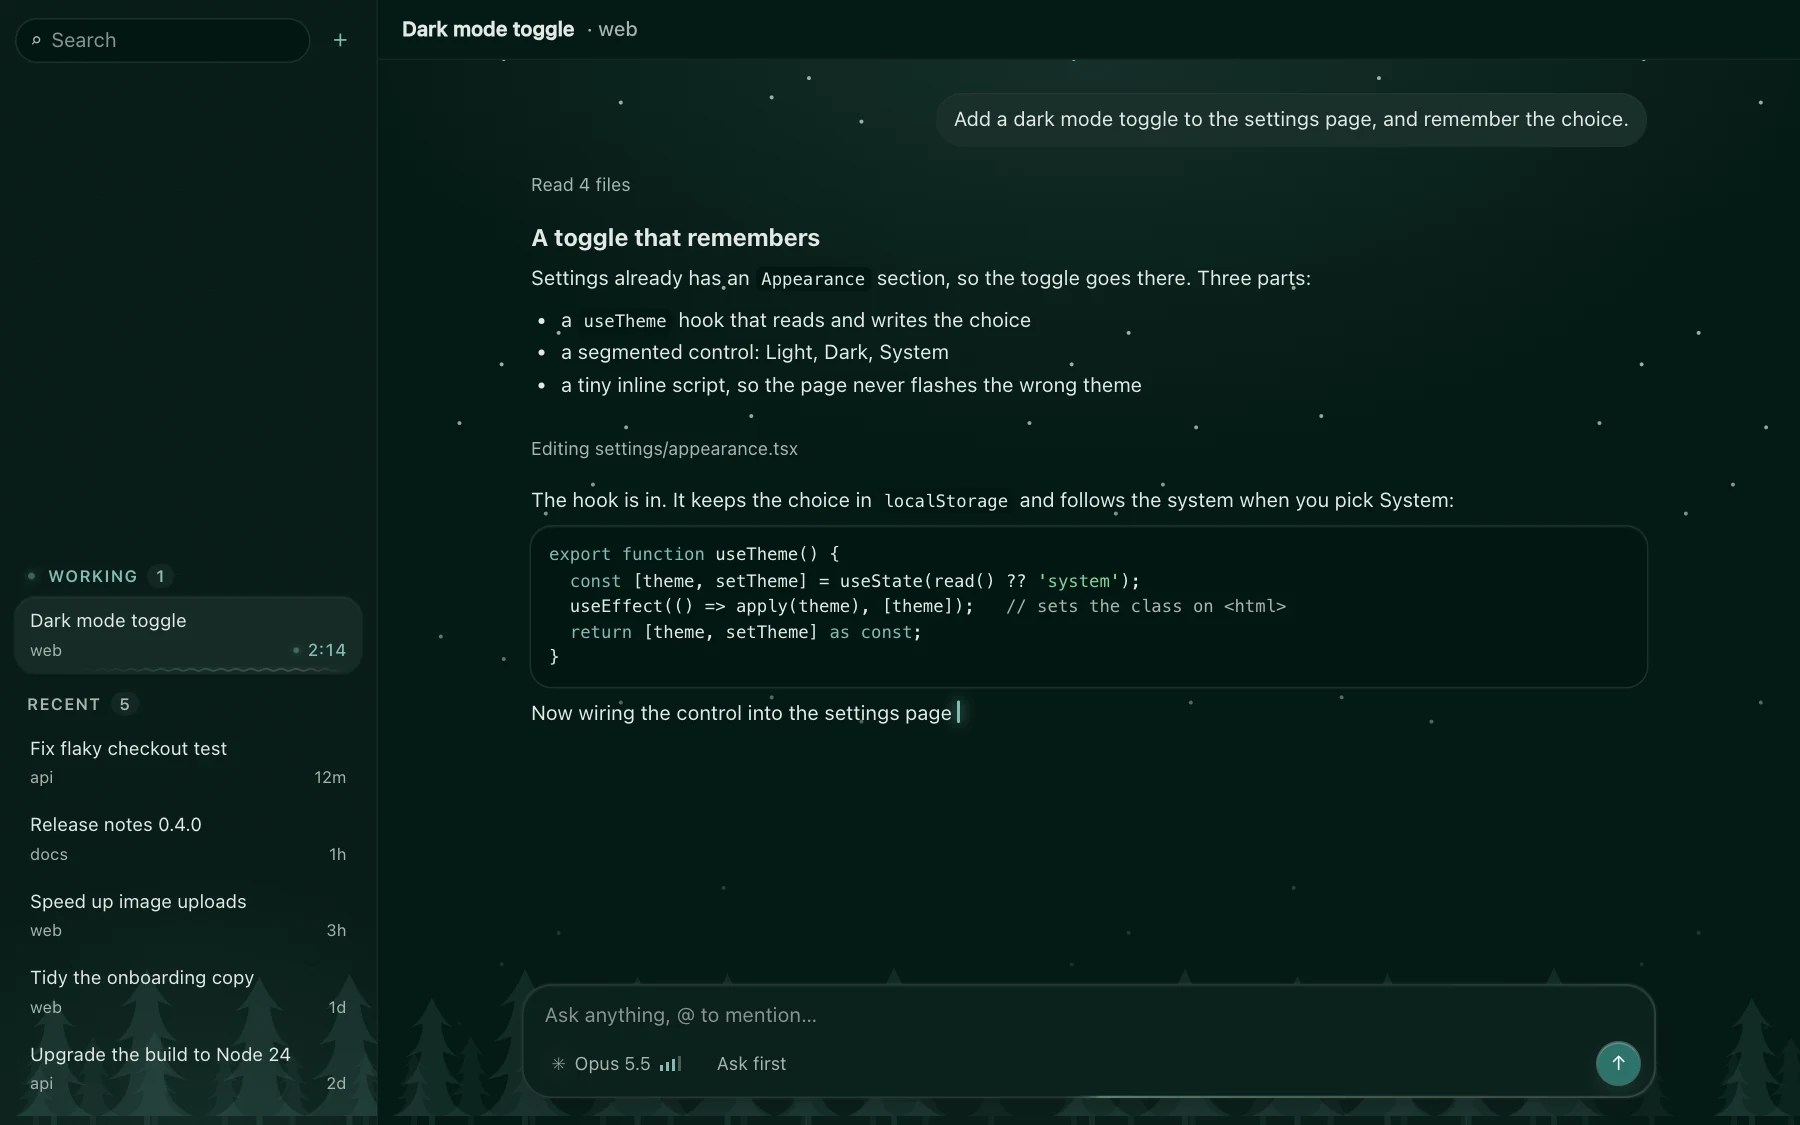 Search
+
WORKING 1
Dark mode toggle
web 2:14
RECENT 5
Fix flaky checkout test
api 12m
Release notes 0.4.0
docs 1h
Speed up image uploads
web 3h
Tidy the onboarding copy
web 1d
Upgrade the build to Node 24
api 2d
Dark mode toggle · web
Add a dark mode toggle to the settings page, and remember the choice.
Read 4 files
A toggle that remembers
Settings already has an Appearance section, so the toggle goes there. Three parts:
• a useTheme hook that reads and writes the choice
• a segmented control: Light, Dark, System
• a tiny inline script, so the page never flashes the wrong theme
Editing settings/appearance.tsx
The hook is in. It keeps the choice in localStorage and follows the system when you pick System:
export function useTheme() {
  const [theme, setTheme] = useState(read() ?? 'system');
  useEffect(() => apply(theme), [theme]);   // sets the class on <html>
  return [theme, setTheme] as const;
}
Now wiring the control into the settings page
Ask anything, @ to mention...
Opus 5.5 Ask first